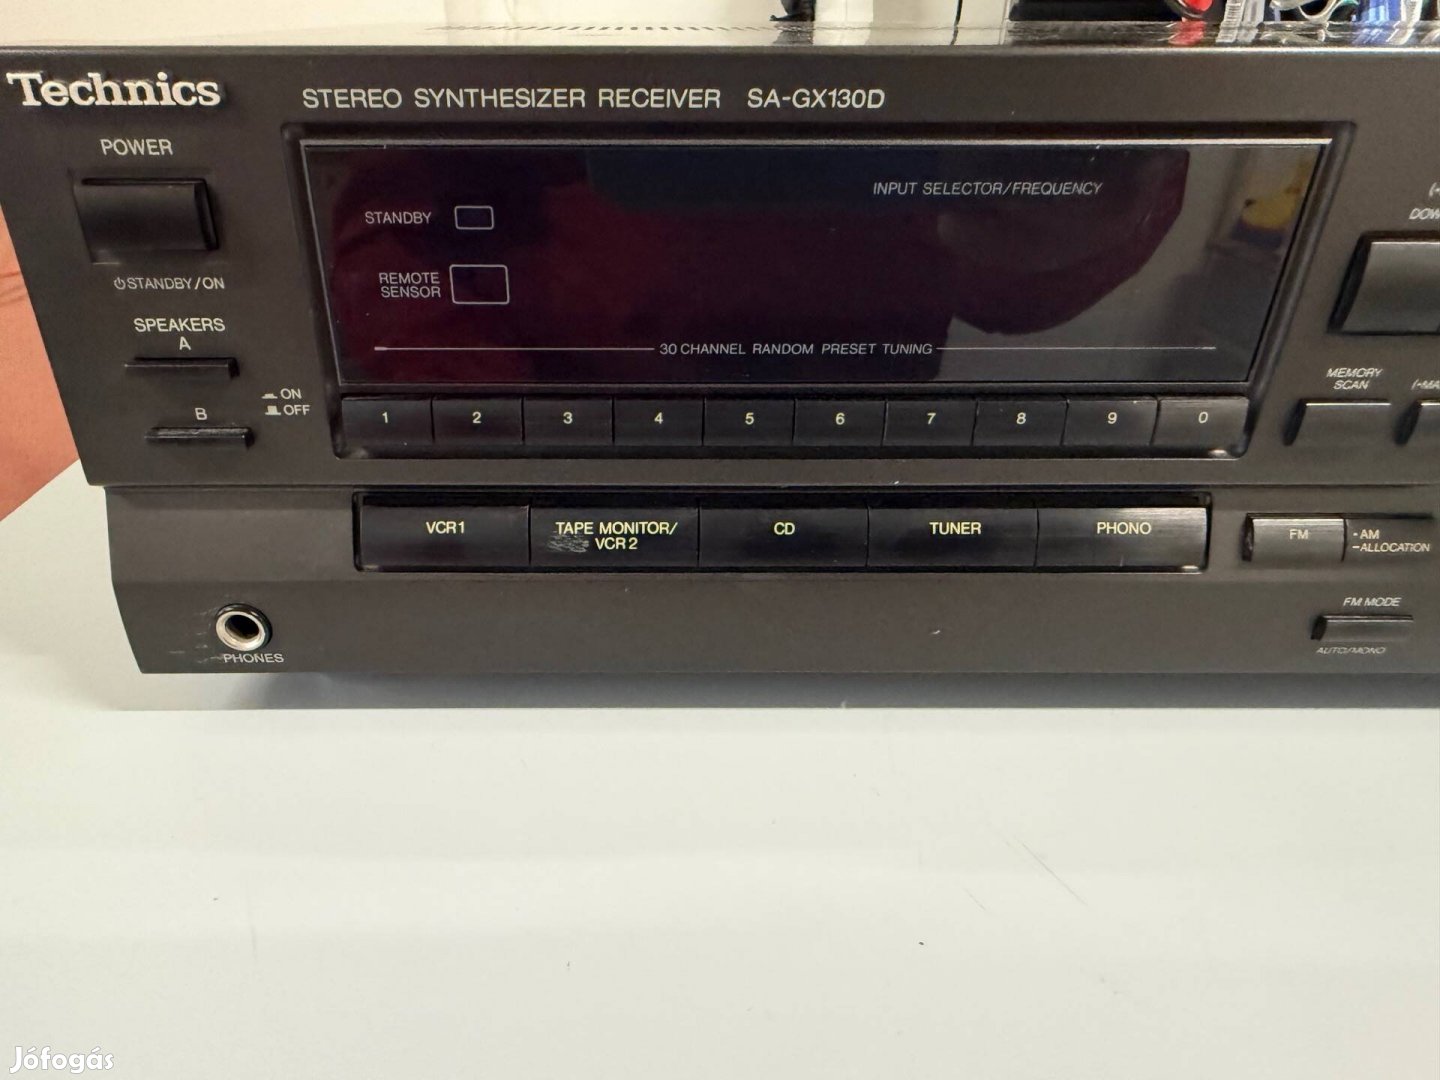 Technics
STEREO SYNTHESIZER RECEIVER SA-GX130D
POWER
⏻STANDBY/ON
SPEAKERS
A
B
ON
OFF
INPUT SELECTOR/FREQUENCY
STANDBY
REMOTE
SENSOR
30 CHANNEL RANDOM PRESET TUNING
1 2 3 4 5 6 7 8 9 0
MEMORY
SCAN
VCR1
TAPE MONITOR/
VCR2
CD
TUNER
PHONO
FM
-AM
-ALLOCATION
FM MODE
AUTO/MONO
PHONES
Jófogás